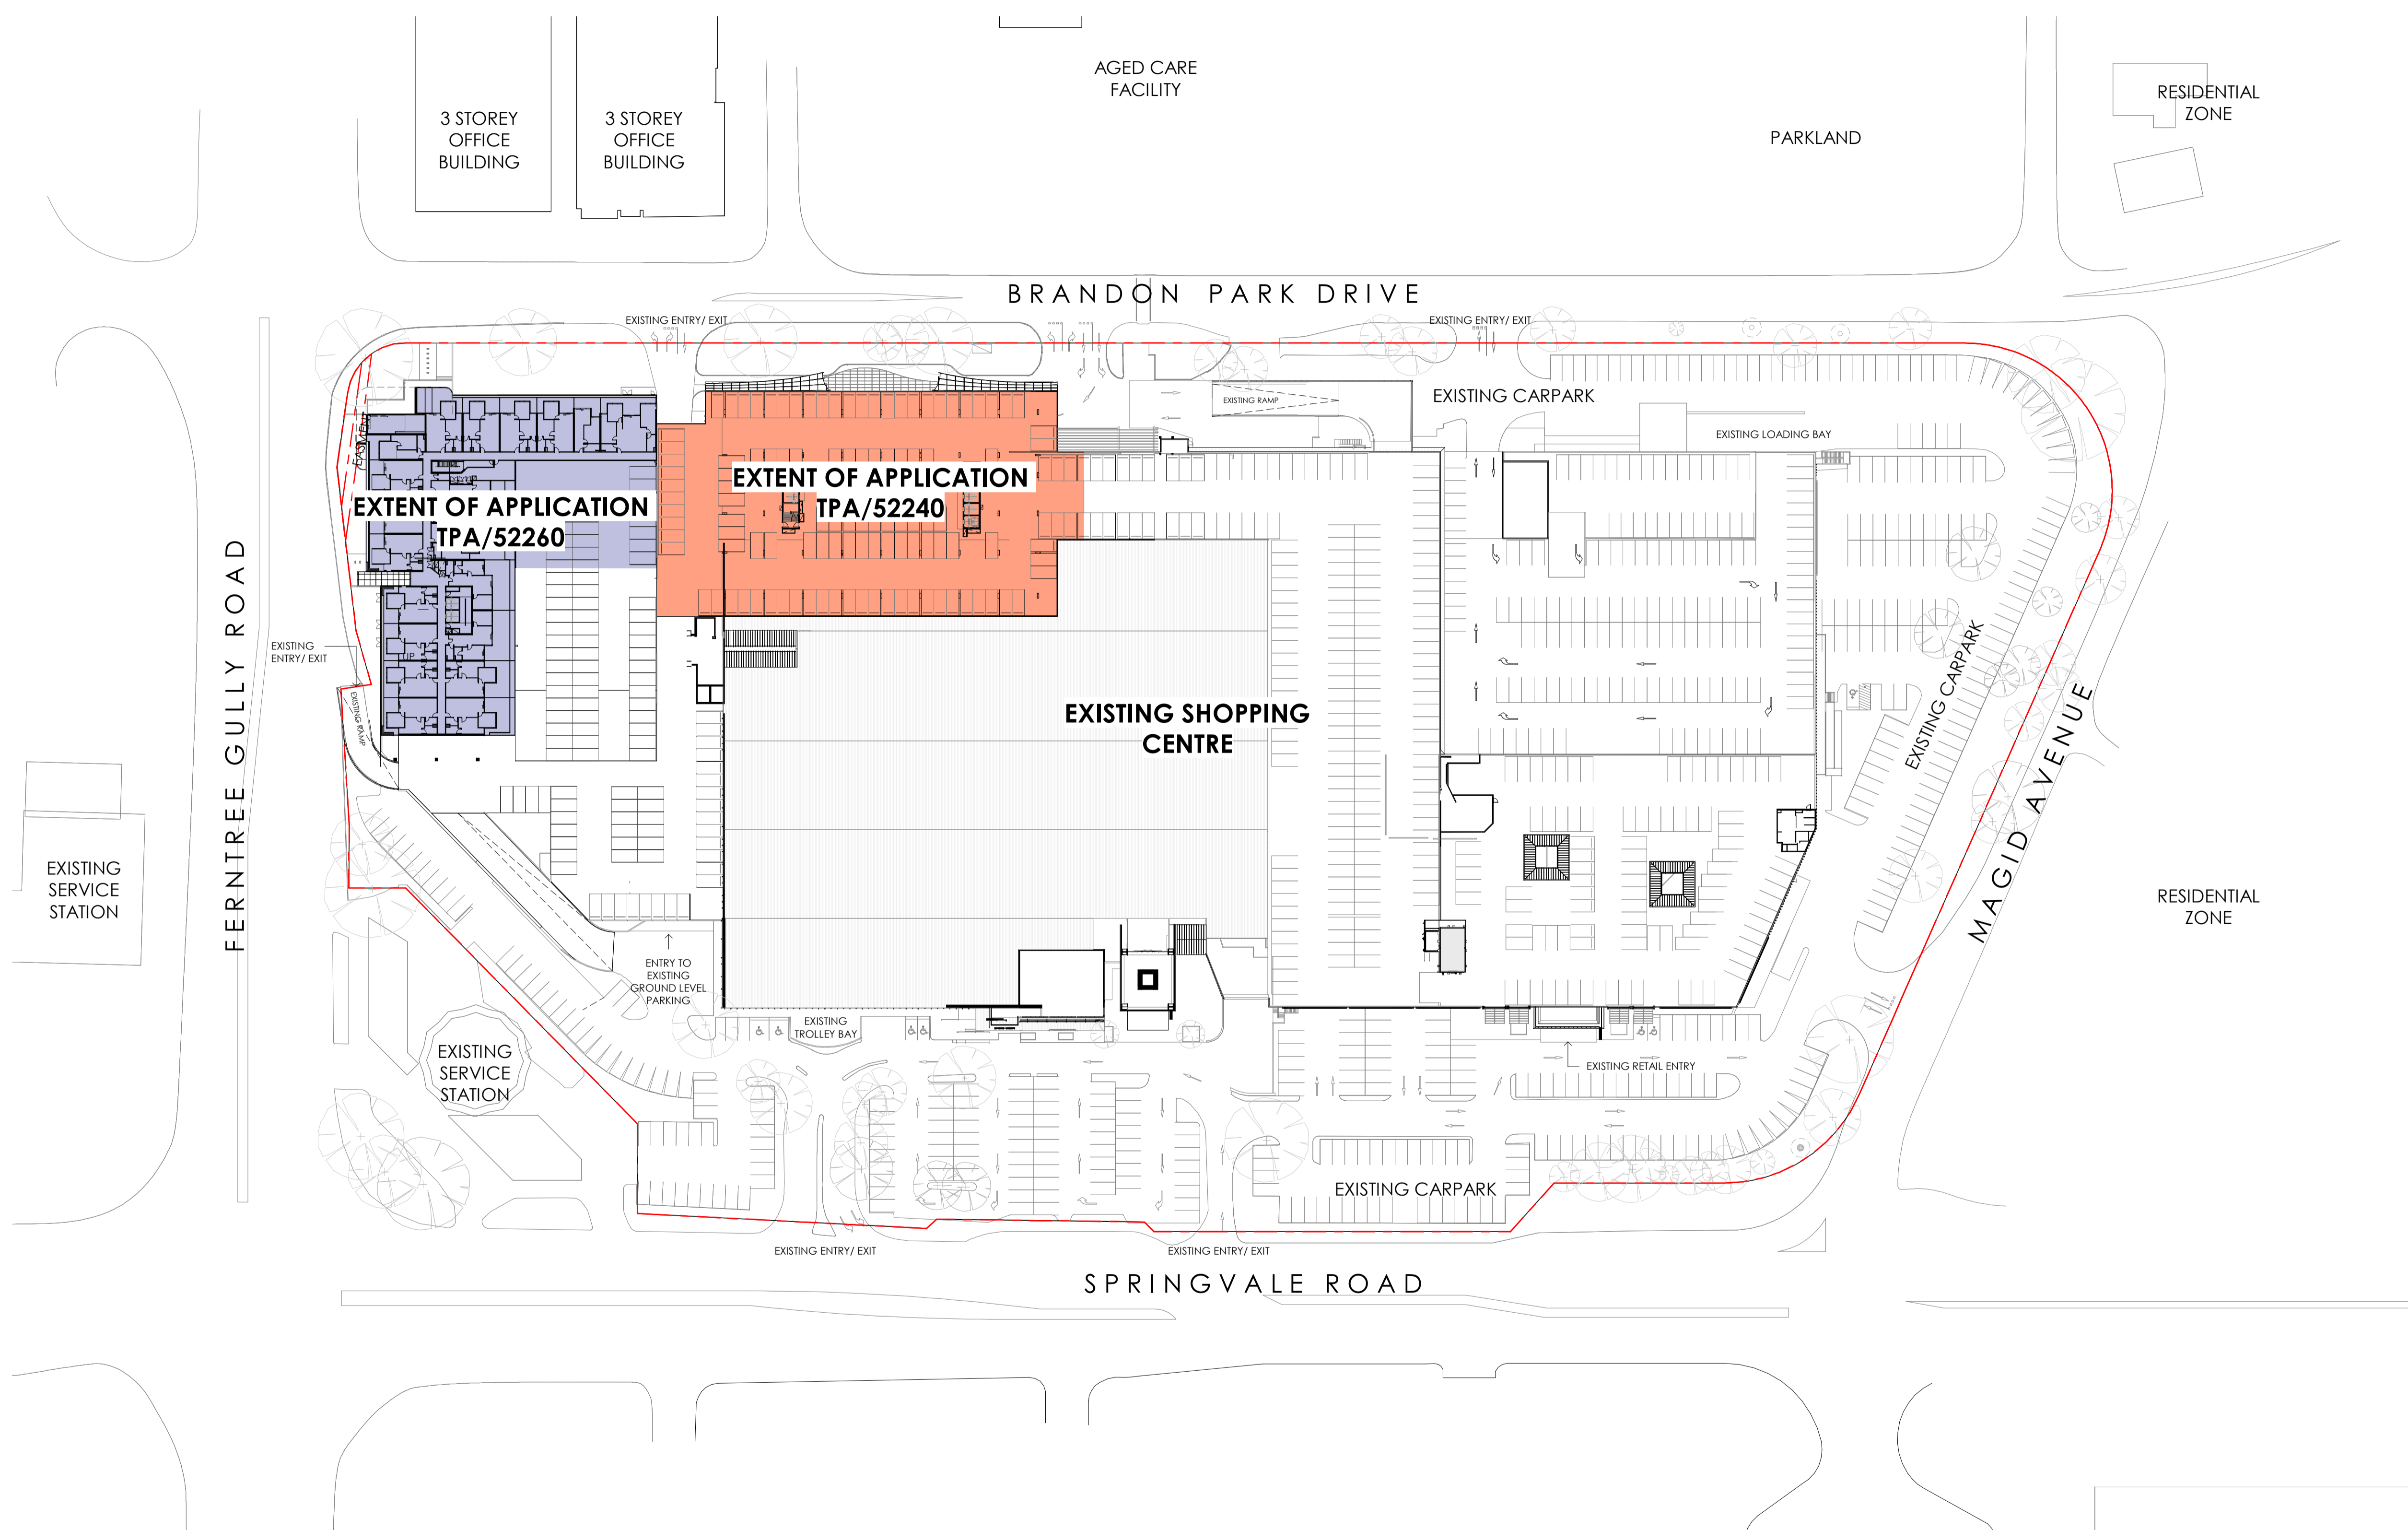 AGED CARE
FACILITY
RESIDENTIAL
ZONE
3 STOREY
OFFICE
BUILDING
3 STOREY
OFFICE
BUILDING
PARKLAND
BRANDON PARK DRIVE
EXISTING ENTRY/ EXIT
EXISTING ENTRY/ EXIT
EXISTING RAMP
EXISTING CARPARK
EXISTING LOADING BAY
EASMENT
EXTENT OF APPLICATION
TPA/52260
EXTENT OF APPLICATION
TPA/52240
FERNTREE GULLY ROAD
EXISTING
ENTRY/ EXIT
EXISTING RAMP
UP
EXISTING SHOPPING
CENTRE
EXISTING CARPARK
MAGID AVENUE
EXISTING
SERVICE
STATION
RESIDENTIAL
ZONE
ENTRY TO
EXISTING
GROUND LEVEL
PARKING
EXISTING
TROLLEY BAY
EXISTING
SERVICE
STATION
EXISTING RETAIL ENTRY
EXISTING CARPARK
EXISTING ENTRY/ EXIT
EXISTING ENTRY/ EXIT
SPRINGVALE ROAD